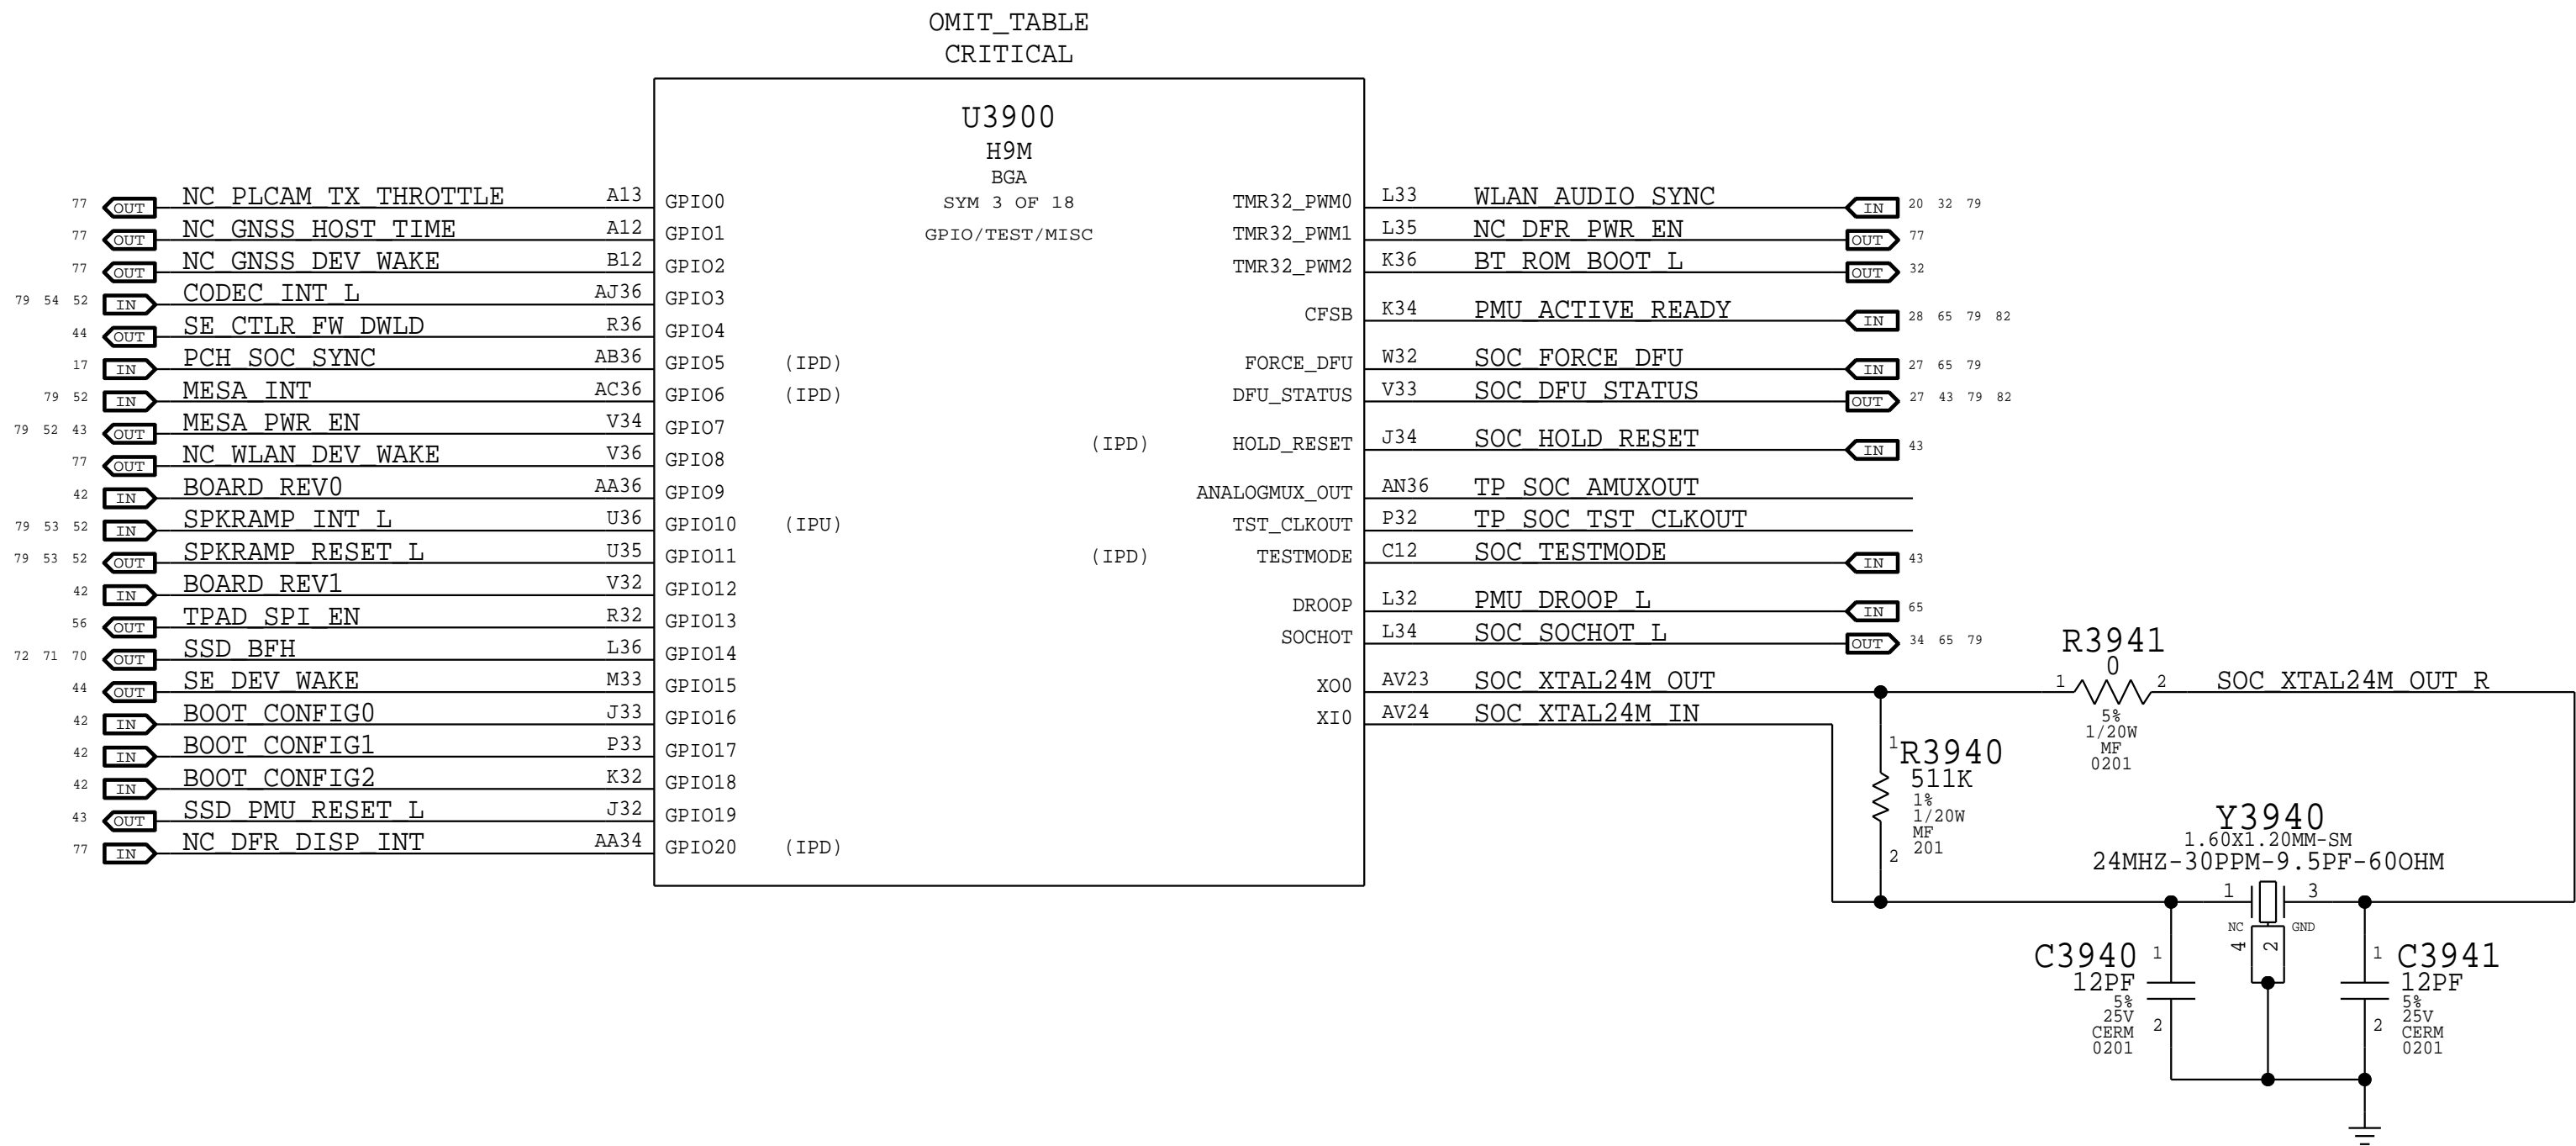 OMIT_TABLE
CRITICAL
U3900
H9M
BGA
SYM 3 OF 18
GPIO/TEST/MISC
77 OUT NC_PLCAM_TX_THROTTLE A13 GPIO0
77 OUT NC_GNSS_HOST_TIME A12 GPIO1
77 OUT NC_GNSS_DEV_WAKE B12 GPIO2
79 54 52 IN CODEC_INT_L AJ36 GPIO3
44 OUT SE_CTLR_FW_DWLD R36 GPIO4
17 IN PCH_SOC_SYNC AB36 GPIO5 (IPD)
79 52 IN MESA_INT AC36 GPIO6 (IPD)
79 52 43 OUT MESA_PWR_EN V34 GPIO7
77 OUT NC_WLAN_DEV_WAKE V36 GPIO8
42 IN BOARD_REV0 AA36 GPIO9
79 53 52 IN SPKRAMP_INT_L U36 GPIO10 (IPU)
79 53 52 OUT SPKRAMP_RESET_L U35 GPIO11
42 IN BOARD_REV1 V32 GPIO12
56 OUT TPAD_SPI_EN R32 GPIO13
72 71 70 OUT SSD_BFH L36 GPIO14
44 OUT SE_DEV_WAKE M33 GPIO15
42 IN BOOT_CONFIG0 J33 GPIO16
42 IN BOOT_CONFIG1 P33 GPIO17
42 IN BOOT_CONFIG2 K32 GPIO18
43 OUT SSD_PMU_RESET_L J32 GPIO19
77 IN NC_DFR_DISP_INT AA34 GPIO20 (IPD)
TMR32_PWM0 L33 WLAN_AUDIO_SYNC IN 20 32 79
TMR32_PWM1 L35 NC_DFR_PWR_EN OUT 77
TMR32_PWM2 K36 BT_ROM_BOOT_L OUT 32
CFSB K34 PMU_ACTIVE_READY IN 28 65 79 82
FORCE_DFU W32 SOC_FORCE_DFU IN 27 65 79
DFU_STATUS V33 SOC_DFU_STATUS OUT 27 43 79 82
(IPD) HOLD_RESET J34 SOC_HOLD_RESET IN 43
ANALOGMUX_OUT AN36 TP_SOC_AMUXOUT
TST_CLKOUT P32 TP_SOC_TST_CLKOUT
(IPD) TESTMODE C12 SOC_TESTMODE IN 43
DROOP L32 PMU_DROOP_L IN 65
SOCHOT L34 SOC_SOCHOT_L OUT 34 65 79
XO0 AV23 SOC_XTAL24M_OUT
XI0 AV24 SOC_XTAL24M_IN
R3941
0
1 2 SOC_XTAL24M_OUT_R
5%
1/20W
MF
0201
1
R3940
511K
1%
1/20W
MF
201
2
Y3940
1.60X1.20MM-SM
24MHZ-30PPM-9.5PF-60OHM
1 3
NC GND
4 2
C3940 1
12PF
5%
25V
CERM
0201
2
1 C3941
12PF
5%
25V
CERM
0201
2